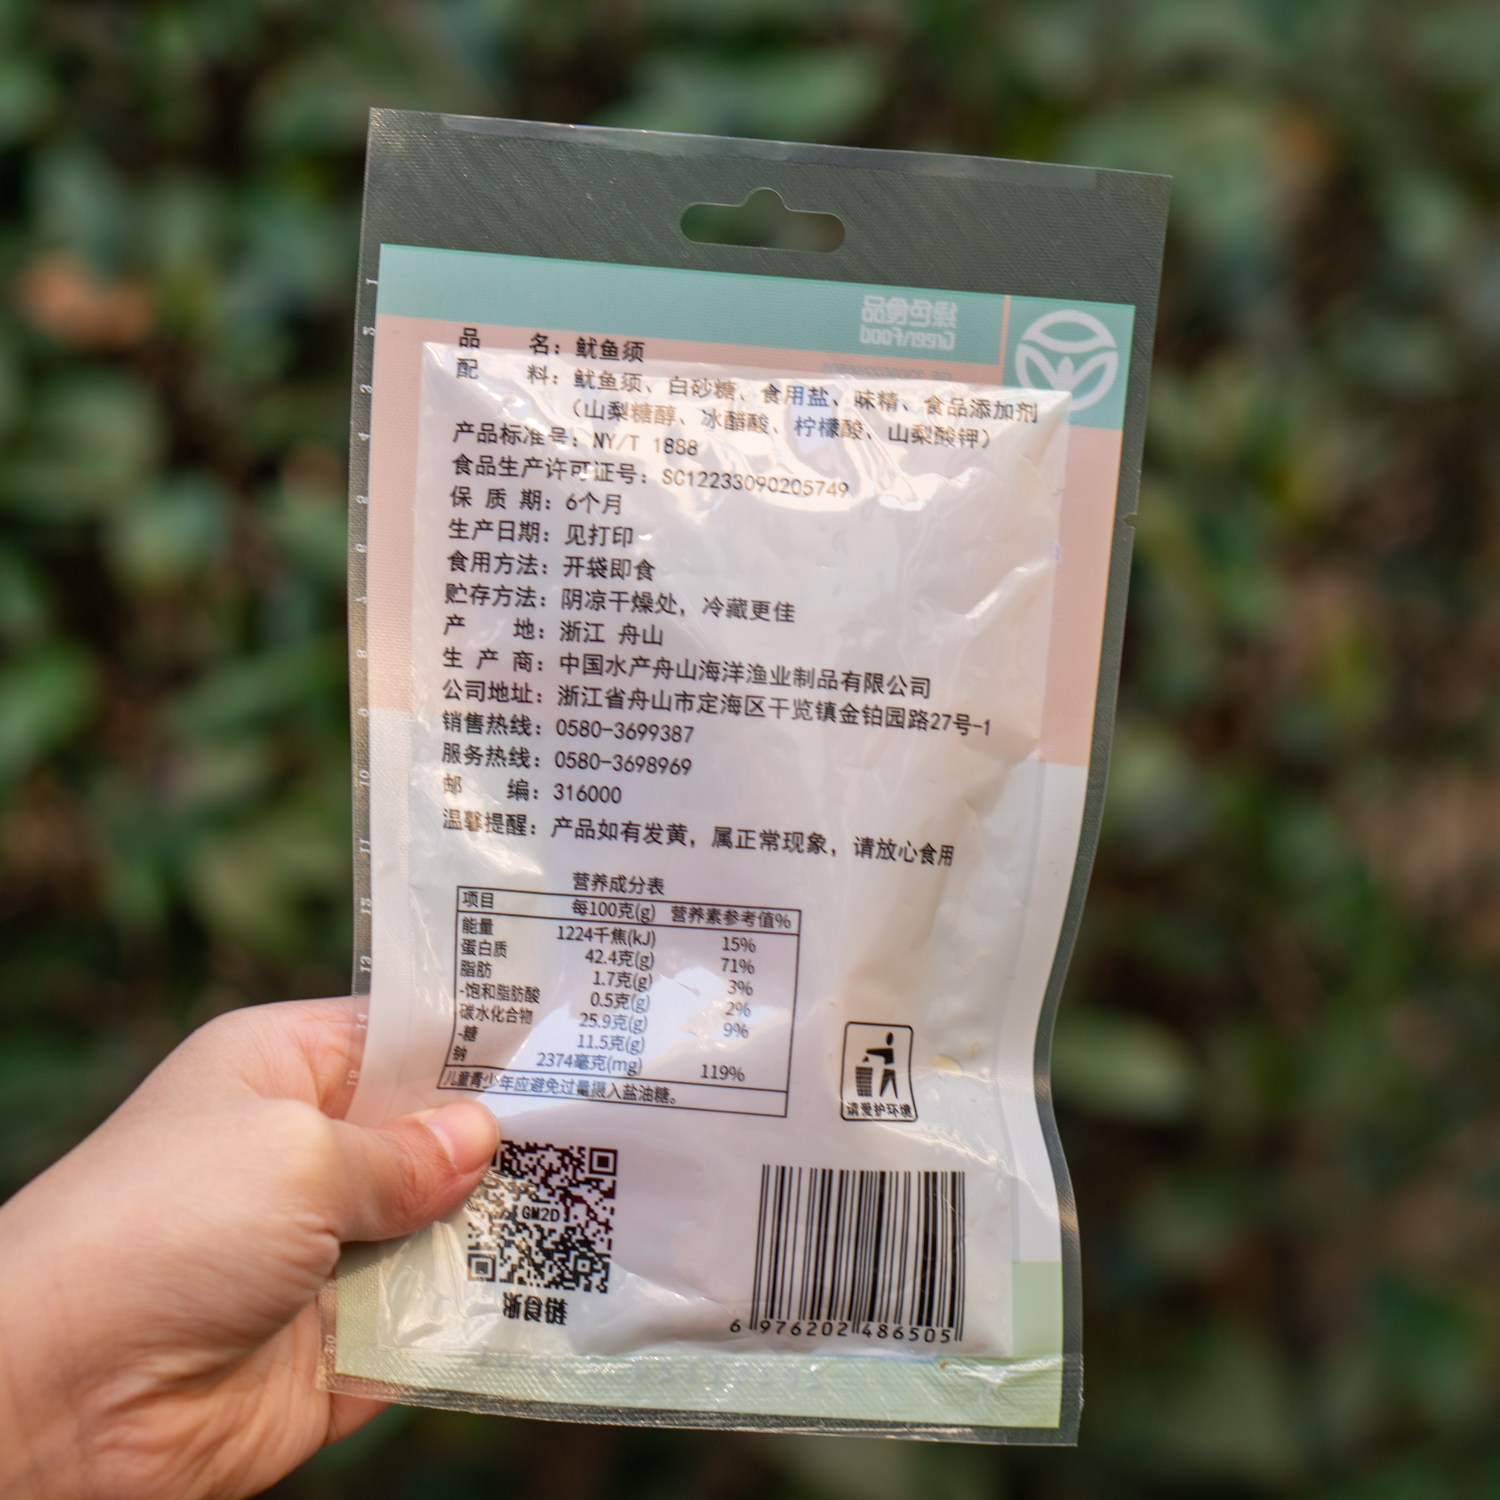 绿色食品
Green Food
品 名：鱿鱼须
配 料：鱿鱼须、白砂糖、食用盐、味精、食品添加剂
（山梨糖醇、冰醋酸、柠檬酸、山梨酸钾）
产品标准号：NY/T 1888
食品生产许可证号：SC12233090205749
保 质 期：6个月
生产日期：见打印
食用方法：开袋即食
贮存方法：阴凉干燥处，冷藏更佳
产 地：浙江 舟山
生 产 商：中国水产舟山海洋渔业制品有限公司
公司地址：浙江省舟山市定海区干览镇金铂园路27号-1
销售热线：0580-3699387
服务热线：0580-3698969
邮 编：316000
温馨提醒：产品如有发黄，属正常现象，请放心食用
营养成分表
项目 每100克(g) 营养素参考值%
能量 1224千焦(kJ) 15%
蛋白质 42.4克(g) 71%
脂肪 1.7克(g) 3%
-饱和脂肪酸 0.5克(g) 2%
碳水化合物 25.9克(g) 9%
-糖 11.5克(g)
钠 2374毫克(mg) 119%
儿童青少年应避免过量摄入盐油糖。
请爱护环境
GM2D
6 976202 486505